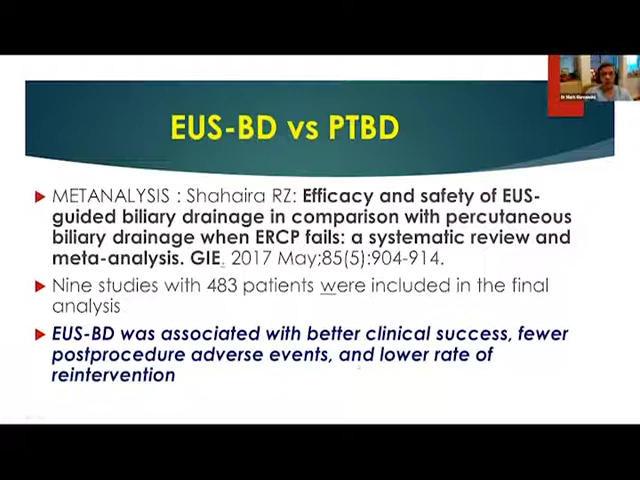 EUS-BD vs PTBD
METANALYSIS : Shahaira RZ: Efficacy and safety of EUS-
guided biliary drainage in comparison with percutaneous
biliary drainage when ERCP fails: a systematic review and
meta-analysis. GIE. 2017 May;85(5):904-914.
Nine studies with 483 patients were included in the final
analysis
EUS-BD was associated with better clinical success, fewer
postprocedure adverse events, and lower rate of
reintervention